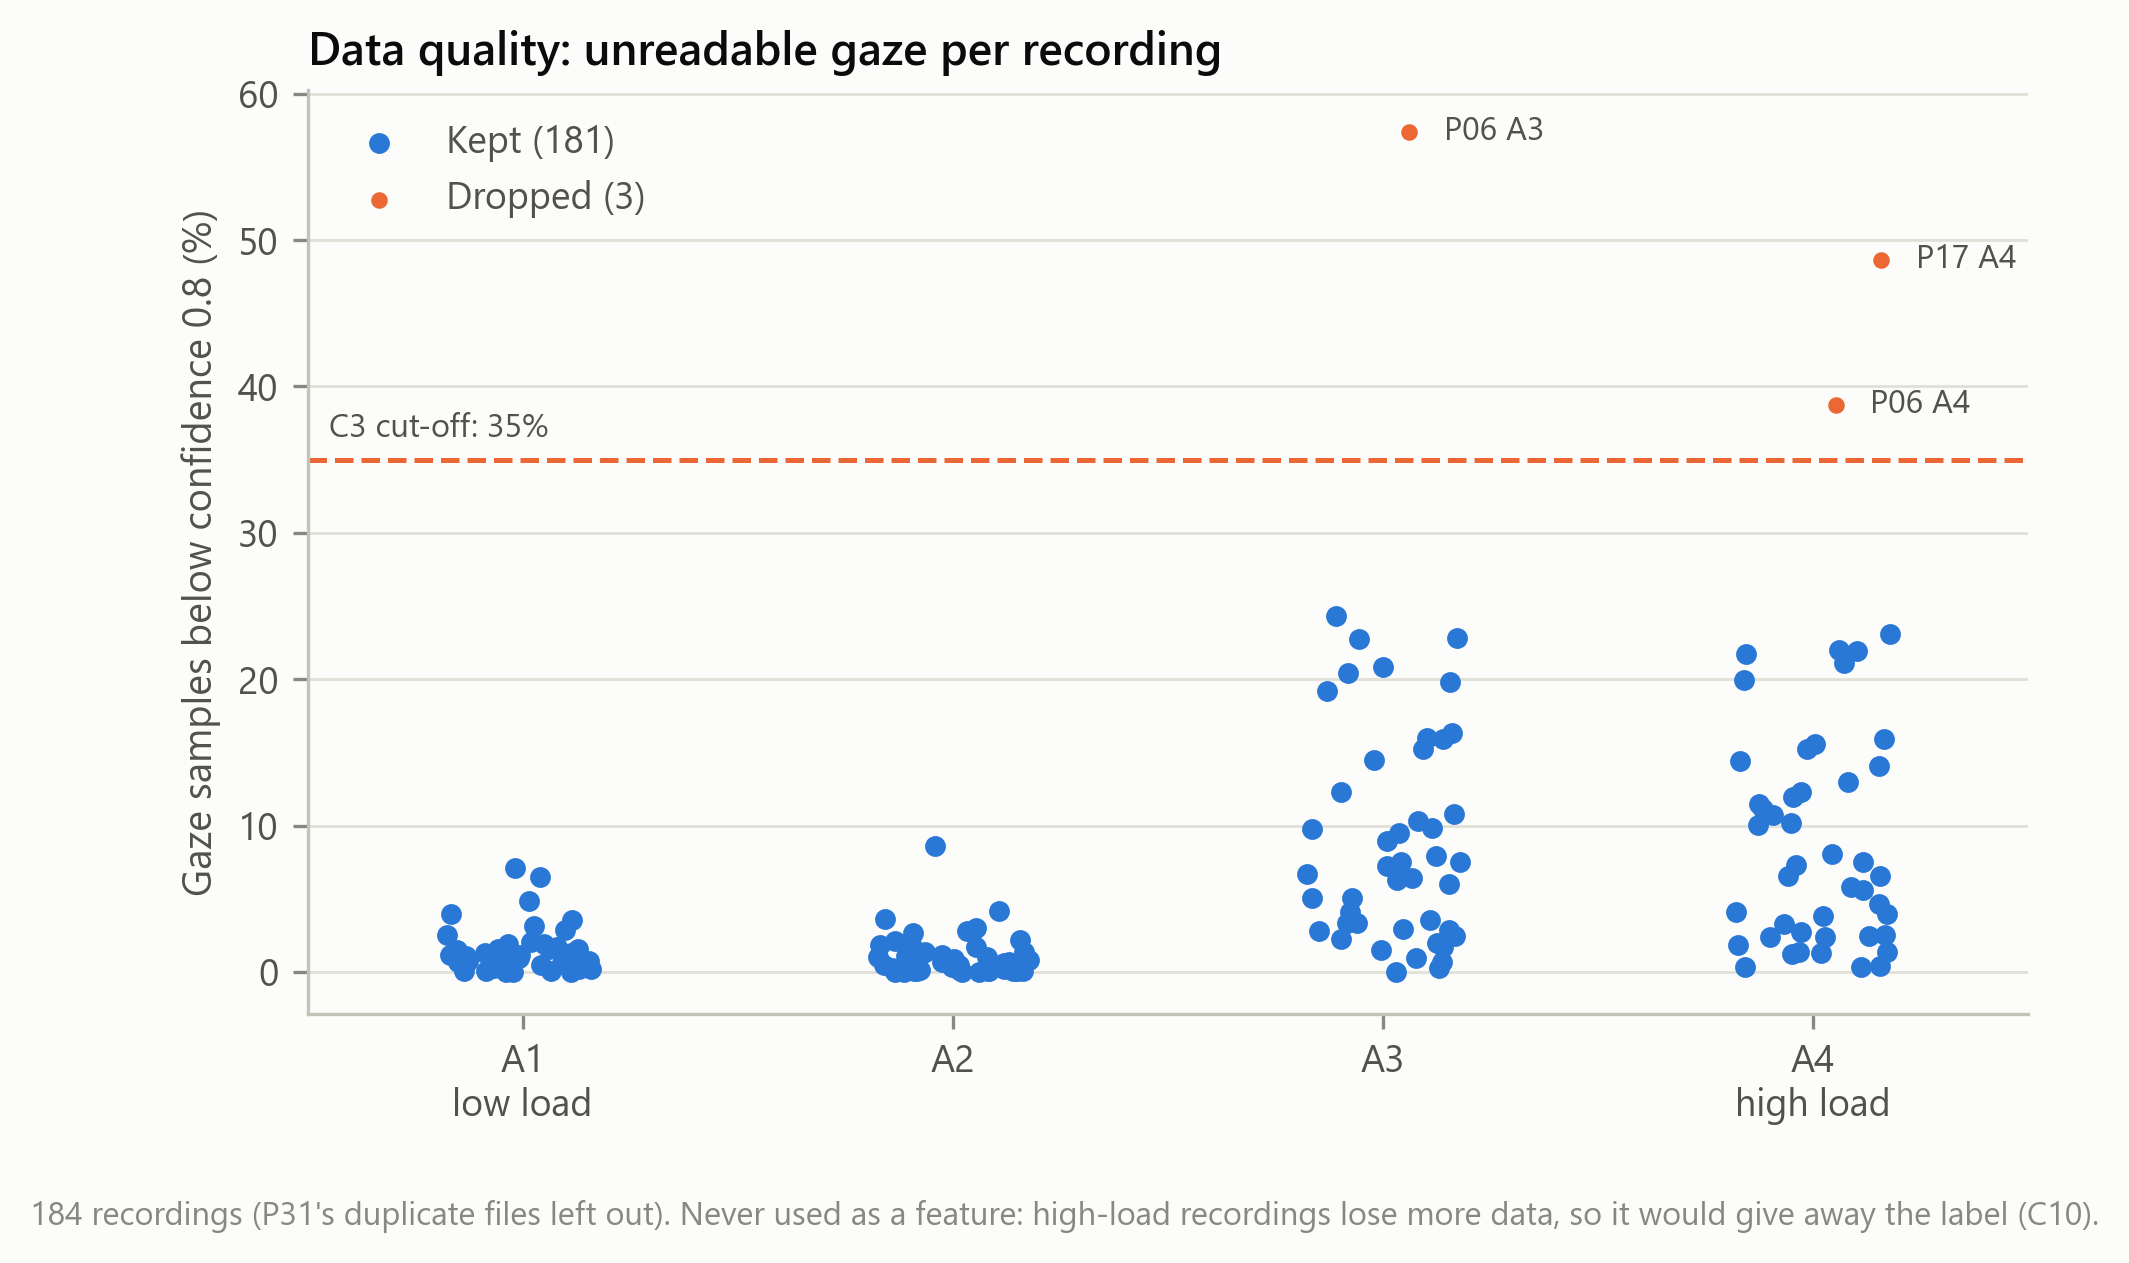 Data quality: unreadable gaze per recording
60
50
40
30
20
10
0
Gaze samples below confidence 0.8 (%)
Kept (181)
Dropped (3)
P06 A3
P17 A4
P06 A4
C3 cut-off: 35%
A1
low load
A2
A3
A4
high load
184 recordings (P31's duplicate files left out). Never used as a feature: high-load recordings lose more data, so it would give away the label (C10).